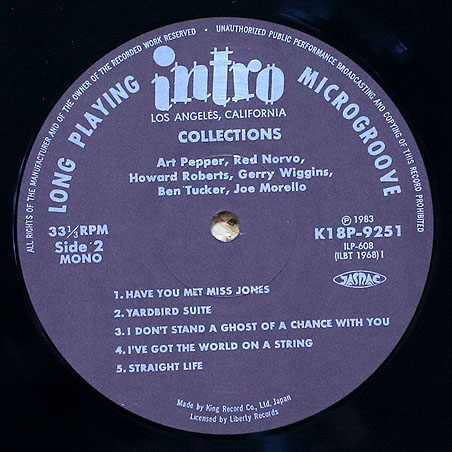 ALL RIGHTS OF THE MANUFACTURER AND OF THE OWNER OF THE RECORDED WORK RESERVED • UNAUTHORIZED PUBLIC PERFORMANCE BROADCASTING AND COPYING OF THIS RECORD PROHIBITED
LONG PLAYING MICROGROOVE
intro
LOS ANGELES, CALIFORNIA
COLLECTIONS
Art Pepper, Red Norvo,
Howard Roberts, Gerry Wiggins,
Ben Tucker, Joe Morello
33⅓ RPM
Side 2
MONO
Ⓟ 1983
K18P-9251
ILP-608
(ILBT 1968) I
JASRAC
1. HAVE YOU MET MISS JONES
2. YARDBIRD SUITE
3. I DON'T STAND A GHOST OF A CHANCE WITH YOU
4. I'VE GOT THE WORLD ON A STRING
5. STRAIGHT LIFE
Made by King Record Co., Ltd. Japan
Licensed by Liberty Records